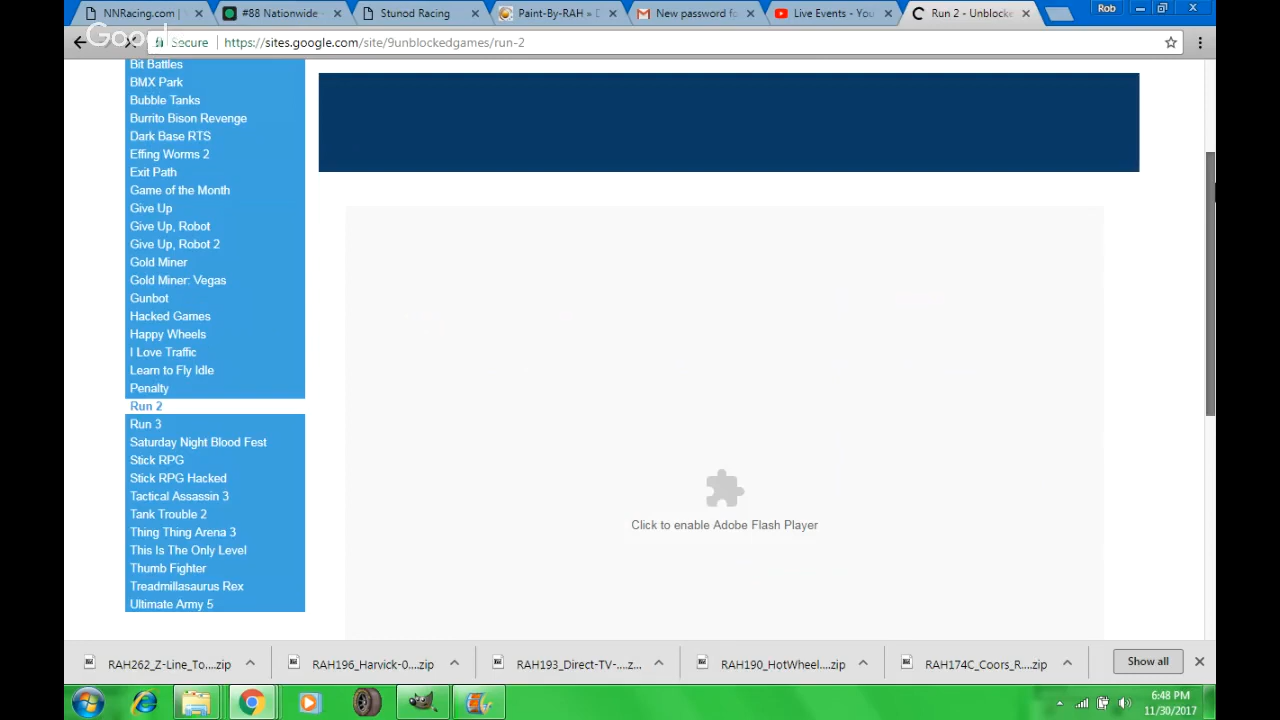 NNRacing.com |
#88 Nationwide
Stunod Racing
Paint-By-RAH » D
New password fo
Live Events - You
Run 2 - Unblocke
Rob
Secure
https://sites.google.com/site/9unblockedgames/run-2
Bit Battles
BMX Park
Bubble Tanks
Burrito Bison Revenge
Dark Base RTS
Effing Worms 2
Exit Path
Game of the Month
Give Up
Give Up, Robot
Give Up, Robot 2
Gold Miner
Gold Miner: Vegas
Gunbot
Hacked Games
Happy Wheels
I Love Traffic
Learn to Fly Idle
Penalty
Run 2
Run 3
Saturday Night Blood Fest
Stick RPG
Stick RPG Hacked
Tactical Assassin 3
Tank Trouble 2
Thing Thing Arena 3
This Is The Only Level
Thumb Fighter
Treadmillasaurus Rex
Ultimate Army 5
Click to enable Adobe Flash Player
RAH262_Z-Line_To....zip
RAH196_Harvick-0....zip
RAH193_Direct-TV-....z...
RAH190_HotWheel....zip
RAH174C_Coors_R....zip
Show all
6:48 PM
11/30/2017